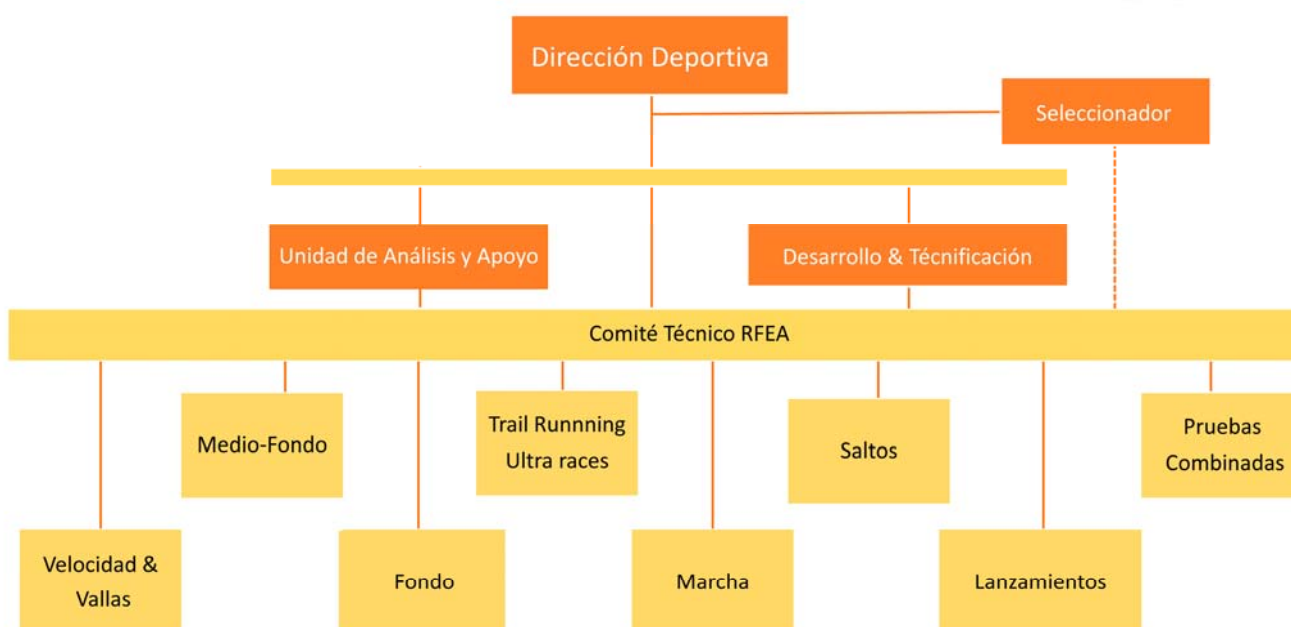 Dirección Deportiva
Seleccionador
Unidad de Análisis y Apoyo
Desarrollo & Técnificación
Comité Técnico RFEA
Medio-Fondo
Trail Runnning
Ultra races
Saltos
Pruebas
Combinadas
Velocidad &
Vallas
Fondo
Marcha
Lanzamientos